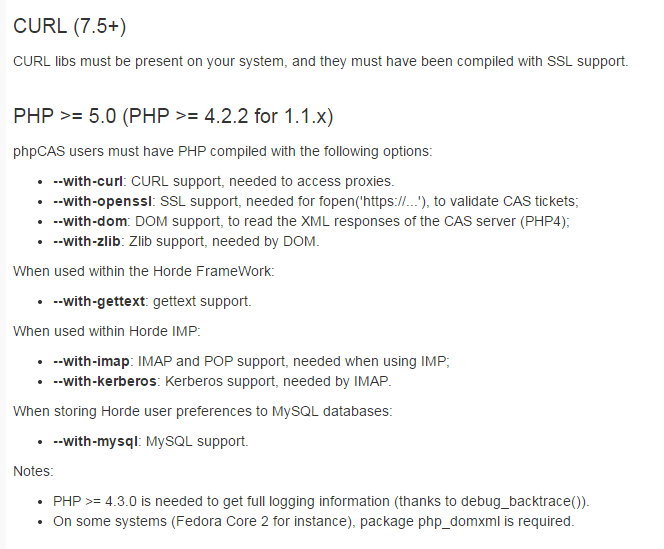 CURL (7.5+)
CURL libs must be present on your system, and they must have been compiled with SSL support.
PHP >= 5.0 (PHP >= 4.2.2 for 1.1.x)
phpCAS users must have PHP compiled with the following options:
• --with-curl: CURL support, needed to access proxies.
• --with-openssl: SSL support, needed for fopen('https://...'), to validate CAS tickets;
• --with-dom: DOM support, to read the XML responses of the CAS server (PHP4);
• --with-zlib: Zlib support, needed by DOM.
When used within the Horde FrameWork:
• --with-gettext: gettext support.
When used within Horde IMP:
• --with-imap: IMAP and POP support, needed when using IMP;
• --with-kerberos: Kerberos support, needed by IMAP.
When storing Horde user preferences to MySQL databases:
• --with-mysql: MySQL support.
Notes:
• PHP >= 4.3.0 is needed to get full logging information (thanks to debug_backtrace()).
• On some systems (Fedora Core 2 for instance), package php_domxml is required.